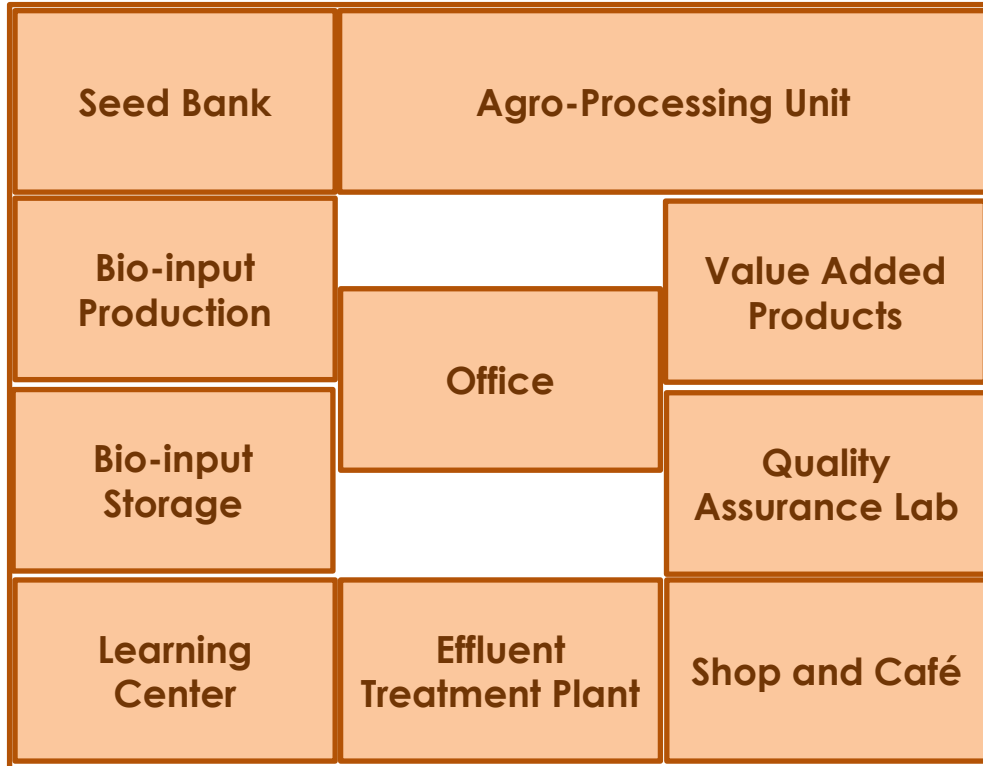 Seed Bank
Agro-Processing Unit
Bio-input
Production
Value Added
Products
Office
Bio-input
Storage
Quality
Assurance Lab
Learning
Center
Effluent
Treatment Plant
Shop and Café